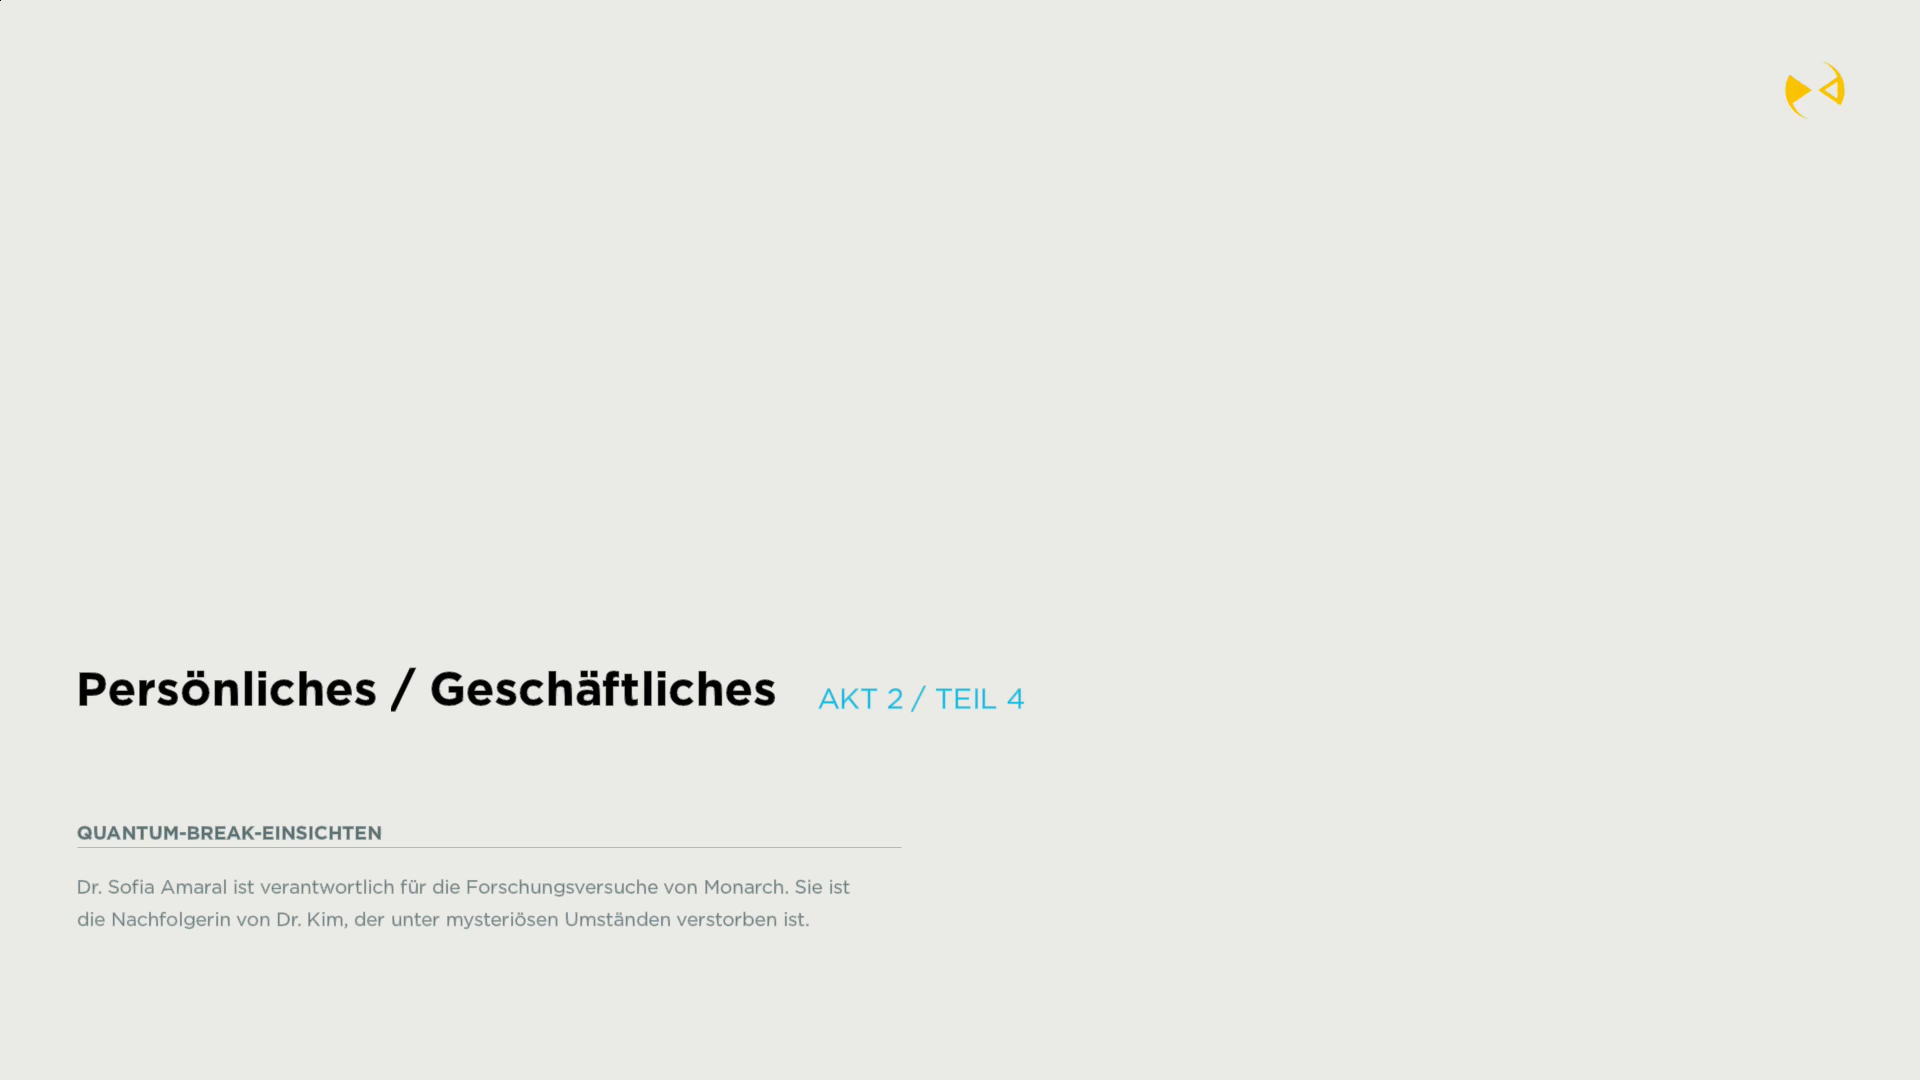 Persönliches / Geschäftliches AKT 2 / TEIL 4
QUANTUM-BREAK-EINSICHTEN
Dr. Sofia Amaral ist verantwortlich für die Forschungsversuche von Monarch. Sie ist
die Nachfolgerin von Dr. Kim, der unter mysteriösen Umständen verstorben ist.